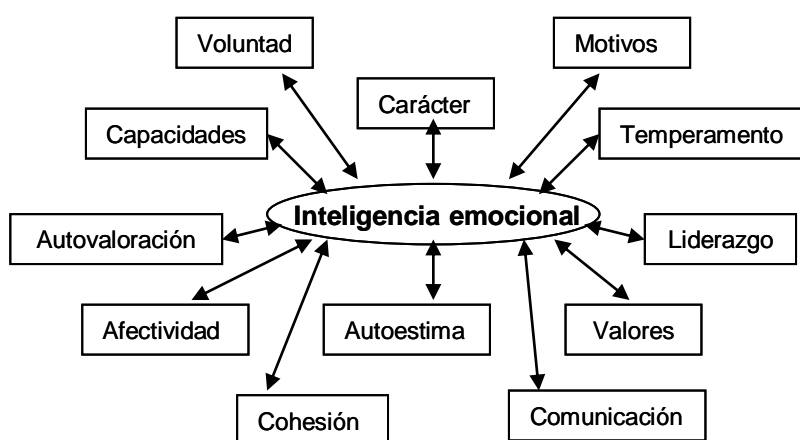 Voluntad
Motivos
Carácter
Capacidades
Temperamento
Inteligencia emocional
Autovaloración
Liderazgo
Afectividad
Autoestima
Valores
Cohesión
Comunicación